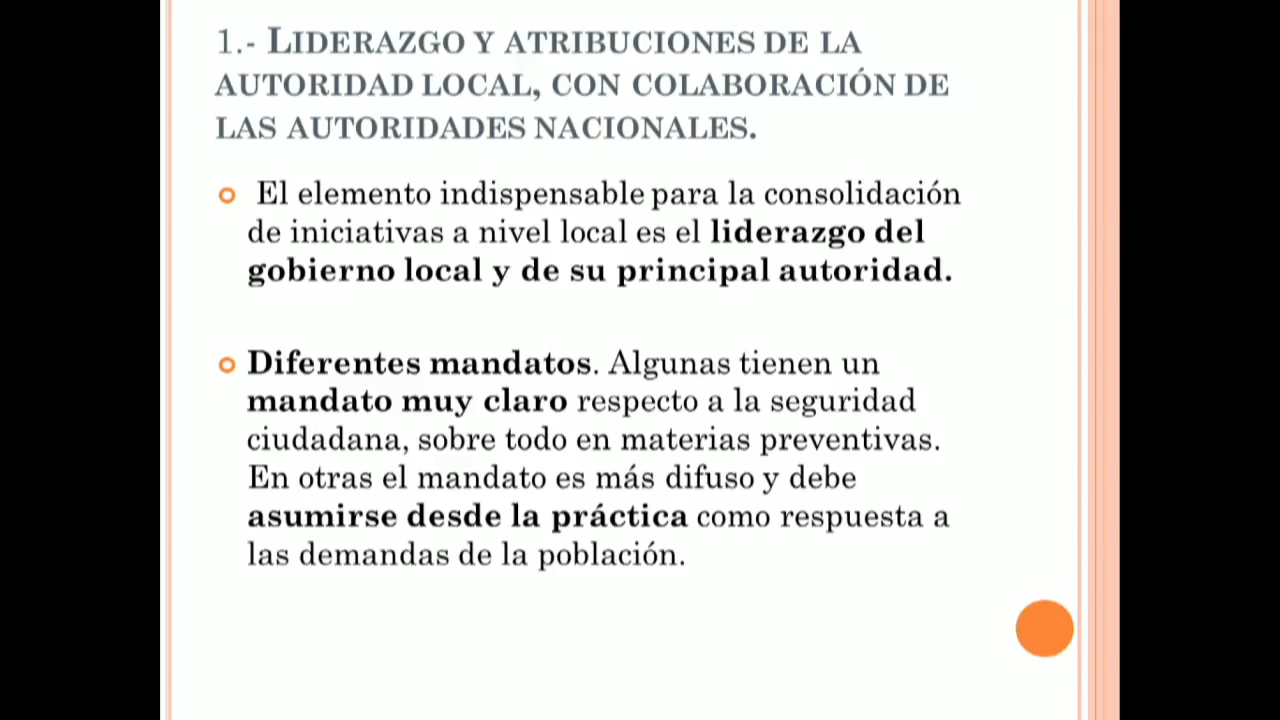 1.- LIDERAZGO Y ATRIBUCIONES DE LA
AUTORIDAD LOCAL, CON COLABORACIÓN DE
LAS AUTORIDADES NACIONALES.
El elemento indispensable para la consolidación
de iniciativas a nivel local es el liderazgo del
gobierno local y de su principal autoridad.
Diferentes mandatos. Algunas tienen un
mandato muy claro respecto a la seguridad
ciudadana, sobre todo en materias preventivas.
En otras el mandato es más difuso y debe
asumirse desde la práctica como respuesta a
las demandas de la población.